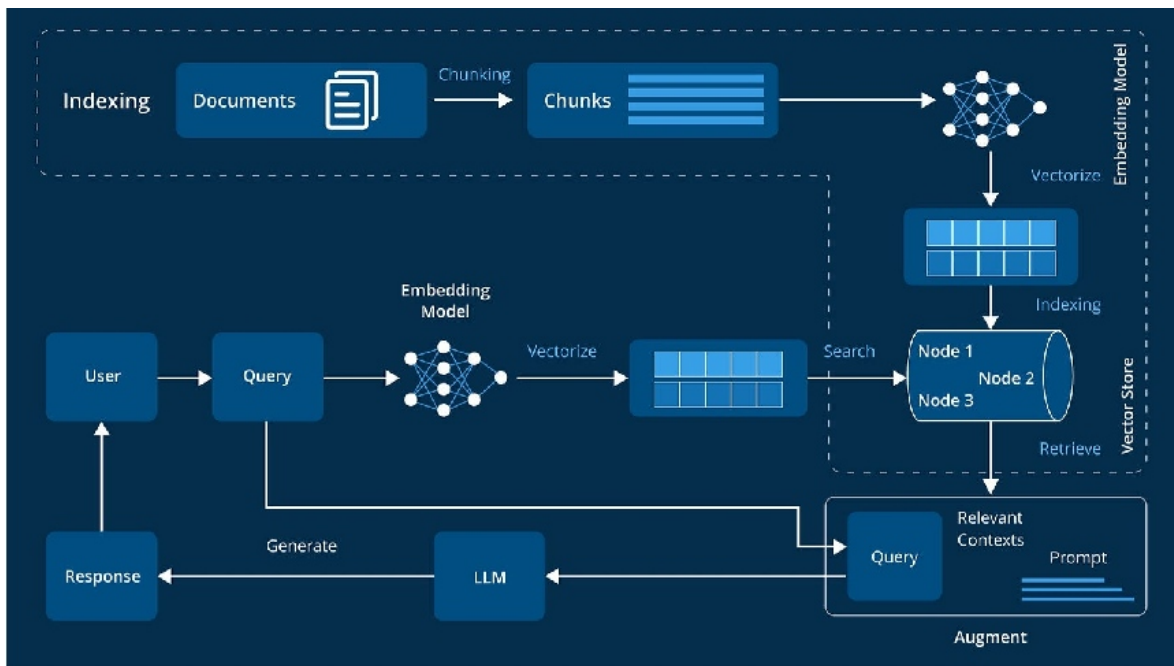 Indexing
Documents
Chunking
Chunks
Embedding Model
Vectorize
Indexing
Embedding
Model
User
Query
Vectorize
Search
Node 1
Node 2
Node 3
Vector Store
Retrieve
Response
Generate
LLM
Query
Relevant
Contexts
Prompt
Augment